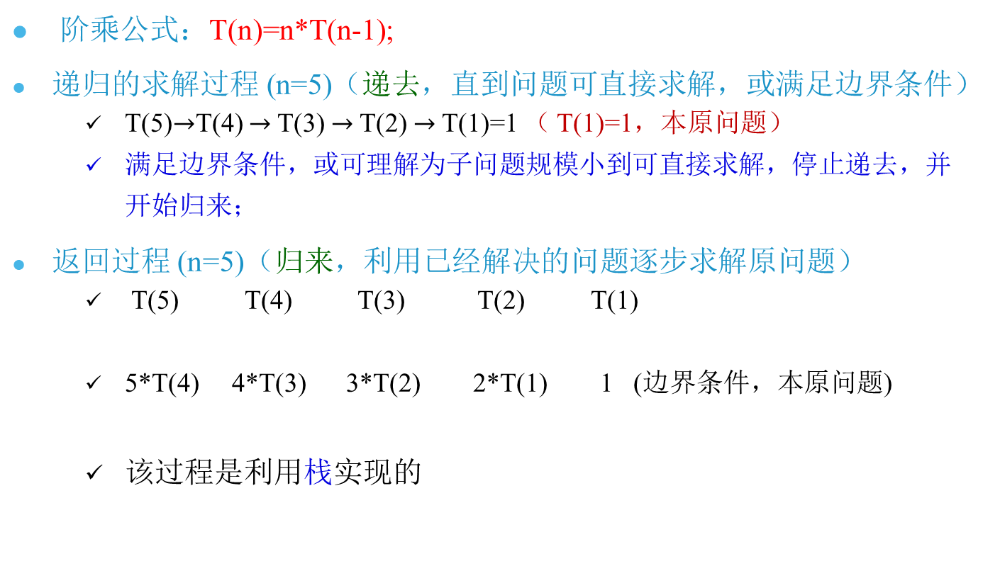 阶乘公式：T(n)=n*T(n-1);
递归的求解过程 (n=5)（递去，直到问题可直接求解，或满足边界条件）
T(5)→T(4) → T(3) → T(2) → T(1)=1 （ T(1)=1，本原问题）
满足边界条件，或可理解为子问题规模小到可直接求解，停止递去，并
开始归来；
返回过程 (n=5)（归来，利用已经解决的问题逐步求解原问题）
T(5) T(4) T(3) T(2) T(1)
5*T(4) 4*T(3) 3*T(2) 2*T(1) 1 (边界条件，本原问题)
该过程是利用栈实现的